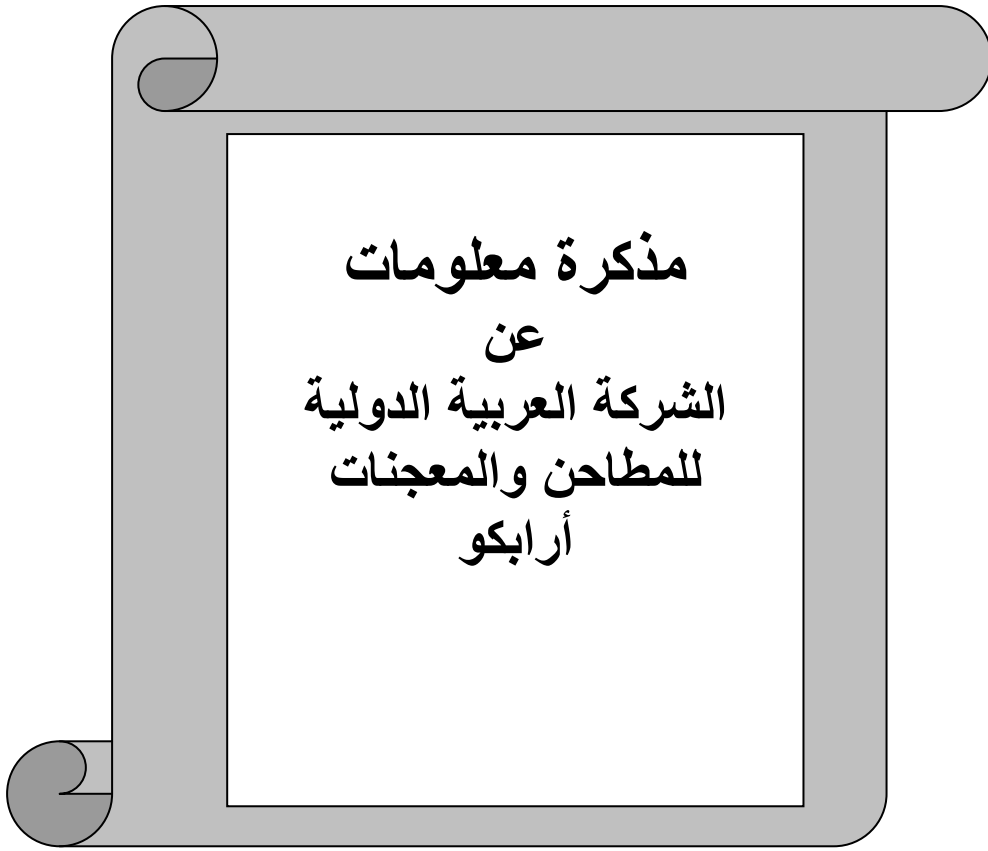 مذكرة معلومات
عن
الشركة العربية الدولية
للمطاحن والمعجنات
أرابكو